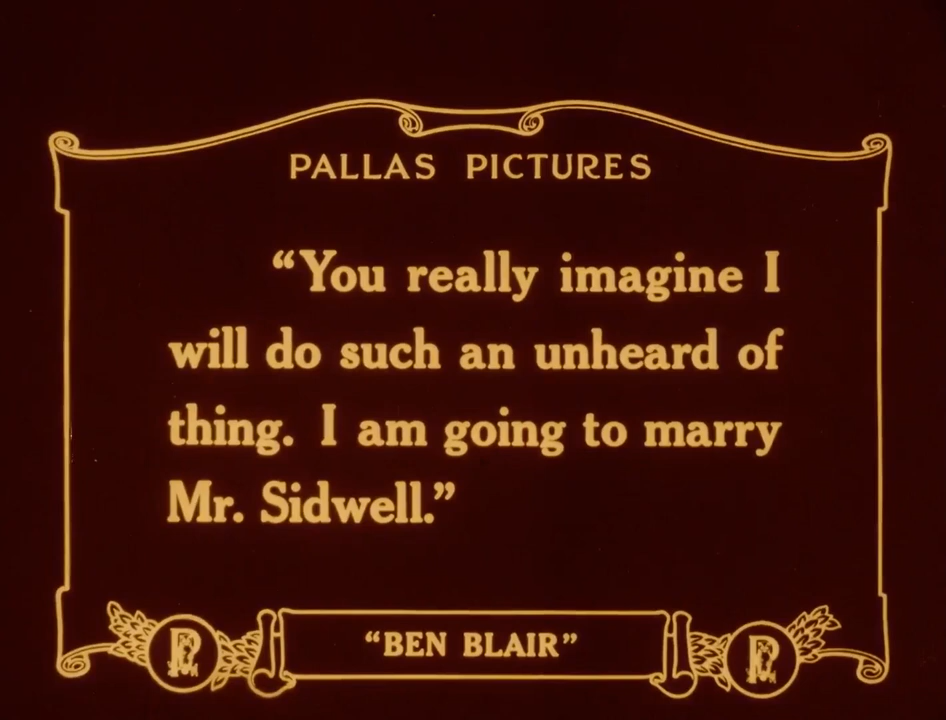 PALLAS PICTURES
“You really imagine I
will do such an unheard of
thing. I am going to marry
Mr. Sidwell.”
“BEN BLAIR”